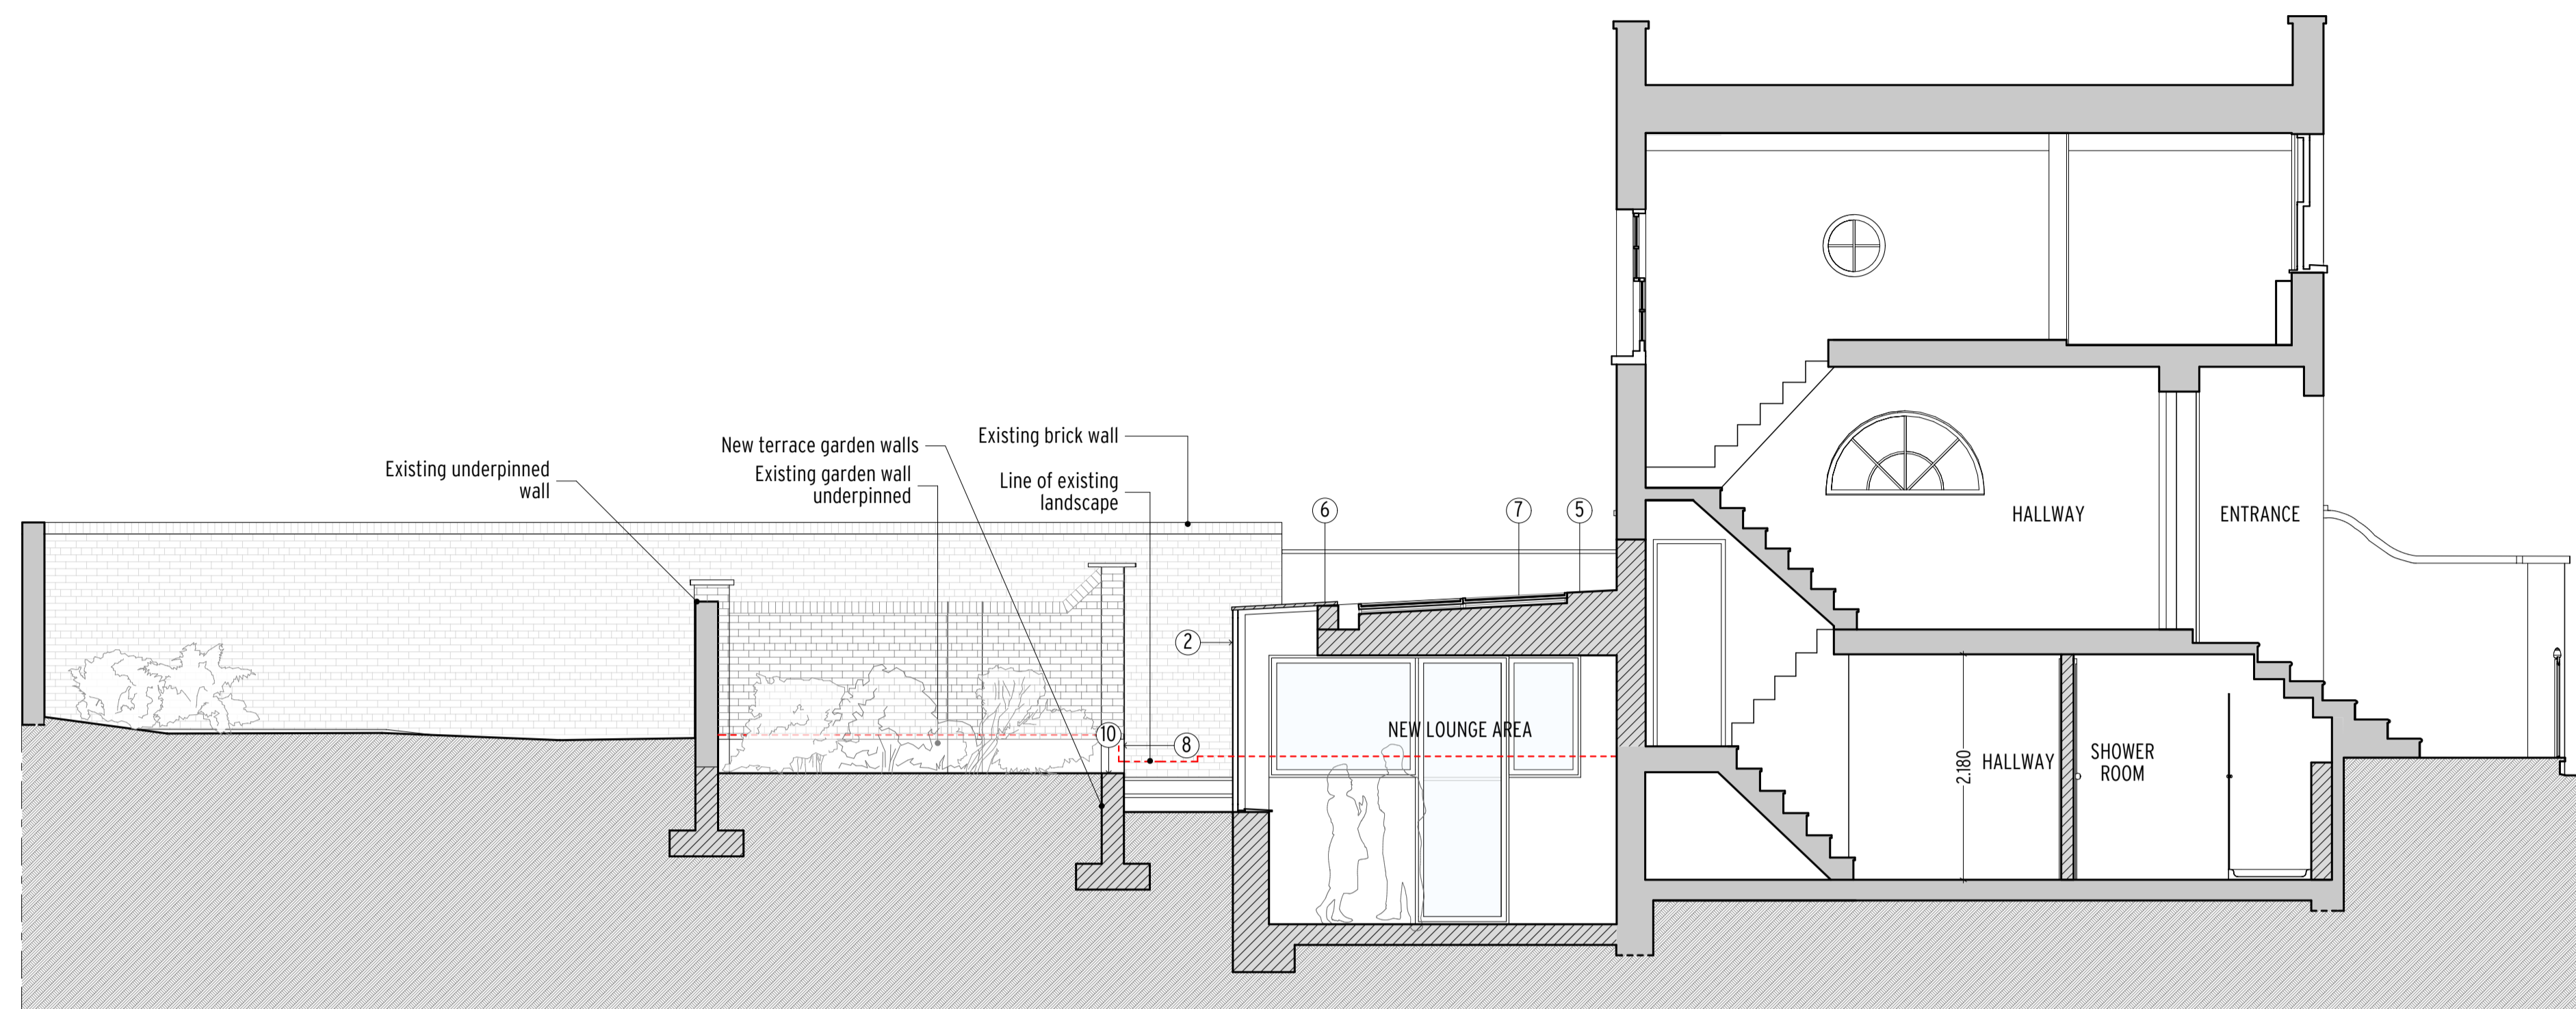 Existing brick wall
New terrace garden walls
Existing underpinned
wall
Existing garden wall
underpinned
Line of existing
landscape
6
7
5
HALLWAY
ENTRANCE
2
10
8
NEW LOUNGE AREA
2.180
HALLWAY
SHOWER
ROOM